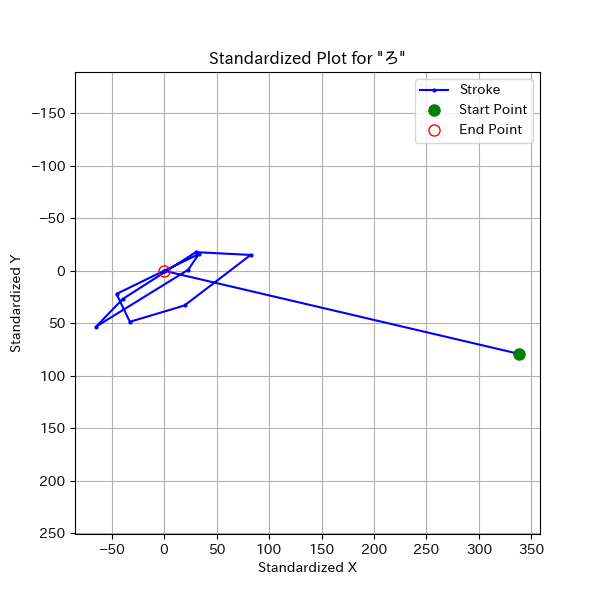 Standardized Plot for "ろ"
Stroke
Start Point
End Point
−150
−100
−50
0
50
100
150
200
250
Standardized Y
−50 0 50 100 150 200 250 300 350
Standardized X